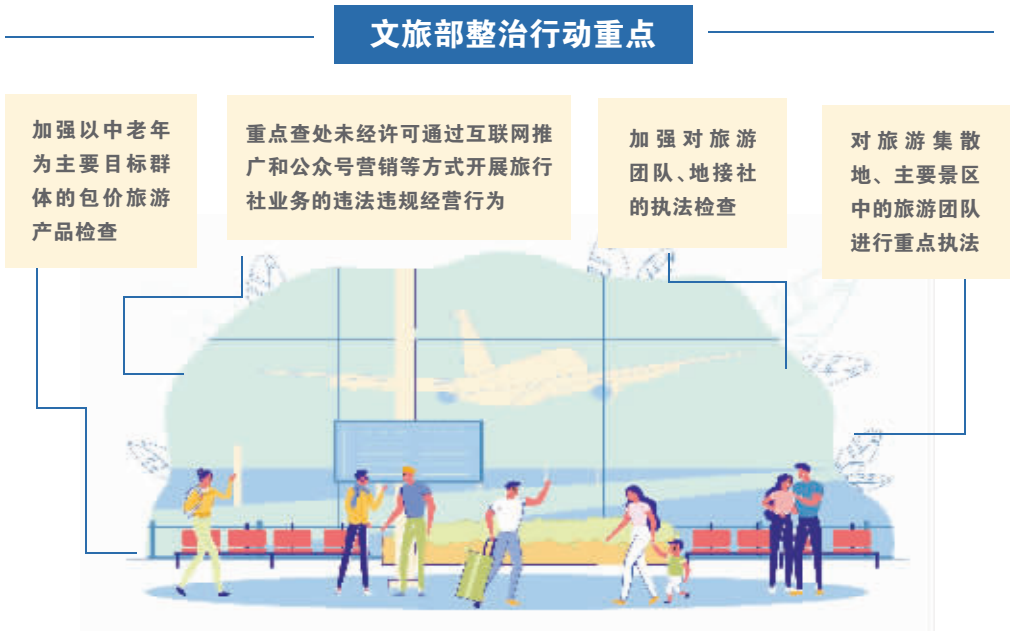 文旅部整治行动重点
加强以中老年
为主要目标群
体的包价旅游
产品检查
重点查处未经许可通过互联网推
广和公众号营销等方式开展旅行
社业务的违法违规经营行为
加强对旅游
团队、地接社
的执法检查
对旅游集散
地、主要景区
中的旅游团队
进行重点执法